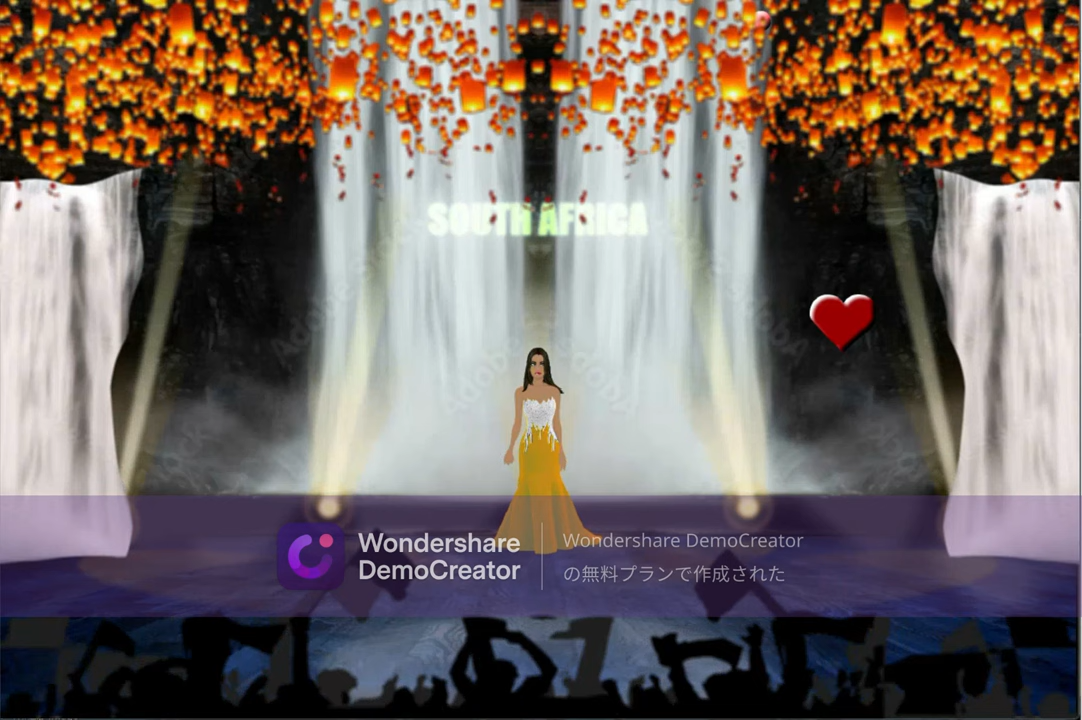 SOUTH AFRICA
Wondershare
DemoCreator
Wondershare DemoCreator
の無料プランで作成された